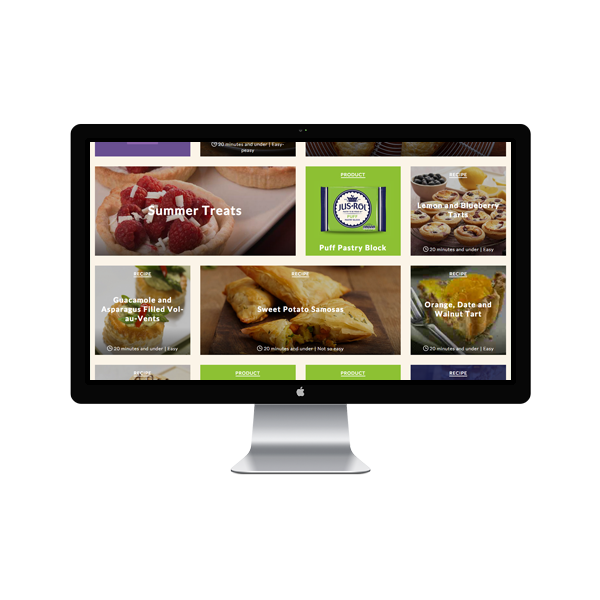 20 minutes and under | Easy-
peasy
Summer Treats
PRODUCT
JUS-ROL
PUFF
Puff Pastry Block
RECIPE
Lemon and Blueberry
Tarts
20 minutes and under | Easy
RECIPE
Guacamole and
Asparagus Filled Vol-
au-Vents
20 minutes and under | Easy
RECIPE
Sweet Potato Samosas
20 minutes and under | Not so easy
RECIPE
Orange, Date and
Walnut Tart
20 minutes and under | Easy
RECIPE
PRODUCT
PRODUCT
RECIPE